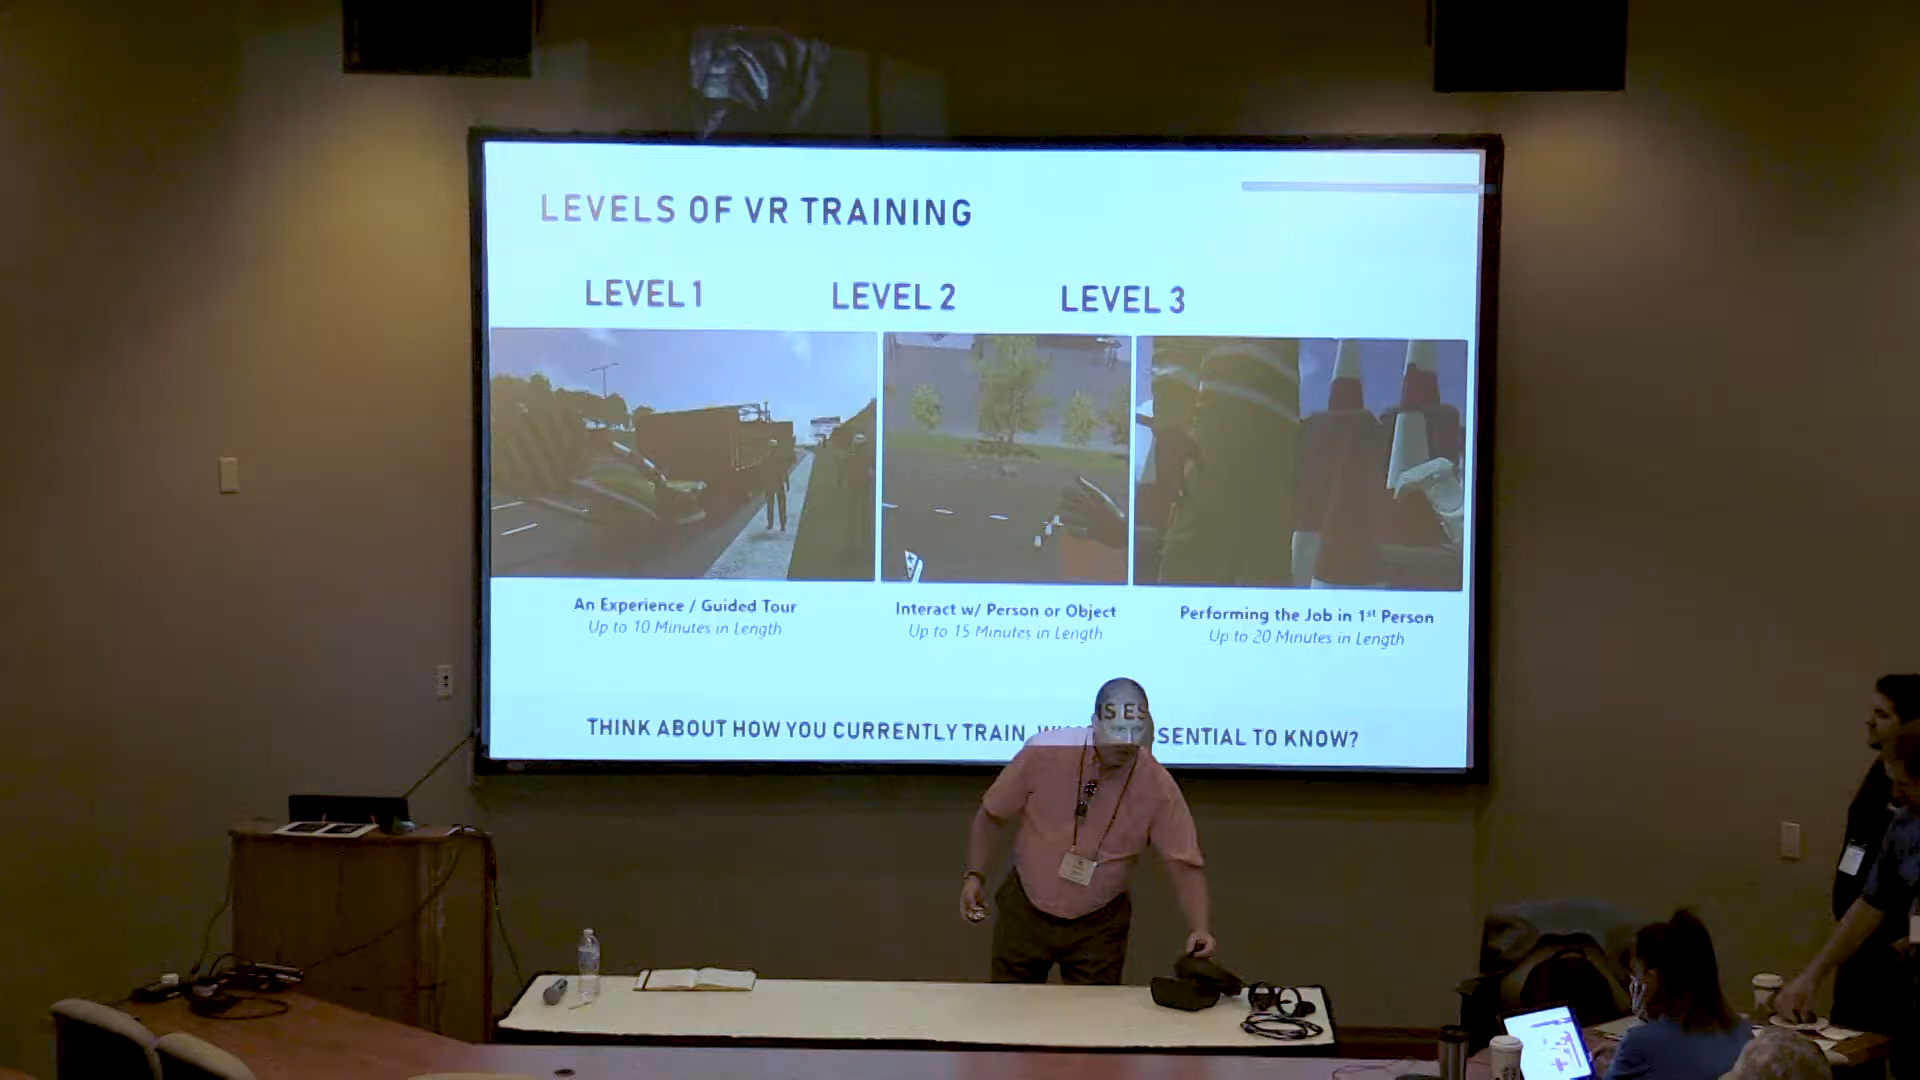 LEVELS OF VR TRAINING
LEVEL 1
LEVEL 2
LEVEL 3
An Experience / Guided Tour
Up to 10 Minutes in Length
Interact w/ Person or Object
Up to 15 Minutes in Length
Performing the Job in 1st Person
Up to 20 Minutes in Length
THINK ABOUT HOW YOU CURRENTLY TRAIN, IS ESSENTIAL TO KNOW?